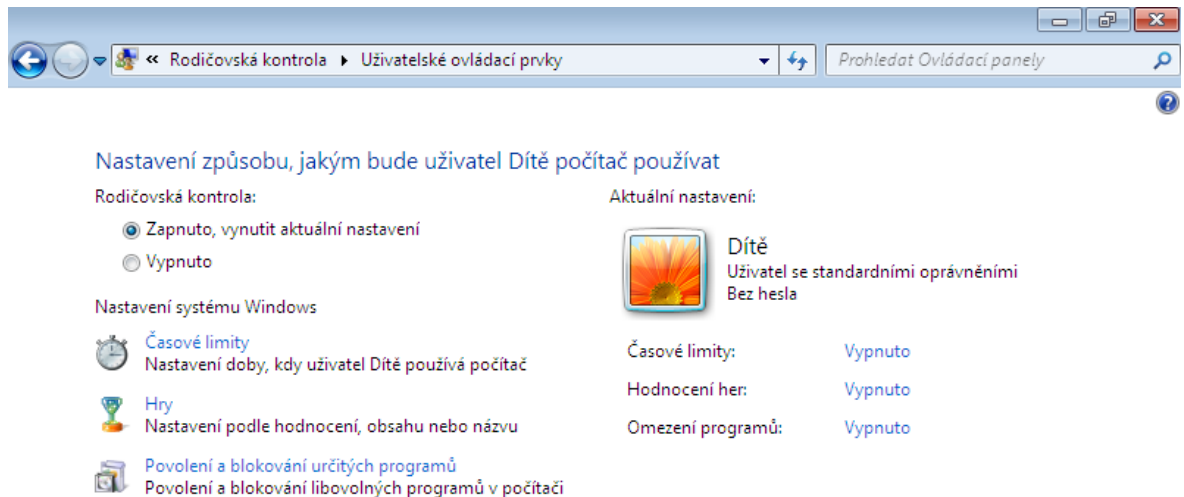 « Rodičovská kontrola ▸ Uživatelské ovládací prvky
Prohledat Ovládací panely
Nastavení způsobu, jakým bude uživatel Dítě počítač používat
Rodičovská kontrola:
Zapnuto, vynutit aktuální nastavení
Vypnuto
Nastavení systému Windows
Časové limity
Nastavení doby, kdy uživatel Dítě používá počítač
Hry
Nastavení podle hodnocení, obsahu nebo názvu
Povolení a blokování určitých programů
Povolení a blokování libovolných programů v počítači
Aktuální nastavení:
Dítě
Uživatel se standardními oprávněními
Bez hesla
Časové limity: Vypnuto
Hodnocení her: Vypnuto
Omezení programů: Vypnuto